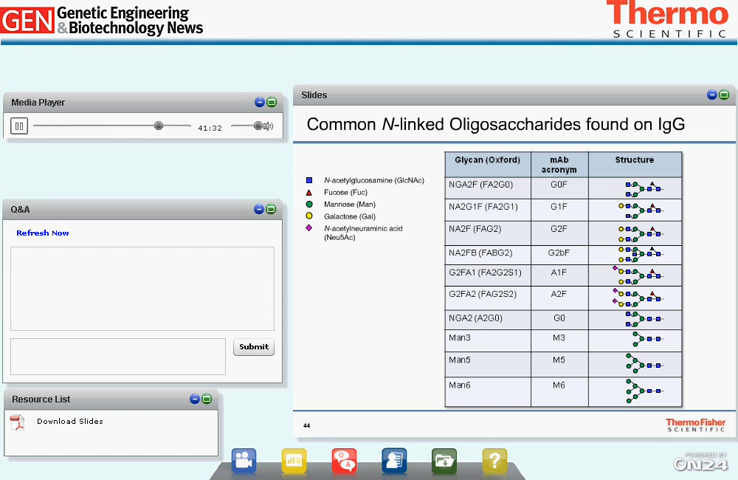 GEN Genetic Engineering
& Biotechnology News
Thermo
SCIENTIFIC
Media Player
41:32
Q&A
Refresh Now
Submit
Resource List
Download Slides
Slides
Common N-linked Oligosaccharides found on IgG
N-acetylglucosamine (GlcNAc)
Fucose (Fuc)
Mannose (Man)
Galactose (Gal)
N-acetylneuraminic acid
(Neu5Ac)
Glycan (Oxford) mAb acronym Structure
NGA2F (FA2G0) G0F
NA2G1F (FA2G1) G1F
NA2F (FAG2) G2F
NA2FB (FABG2) G2bF
G2FA1 (FA2G2S1) A1F
G2FA2 (FAG2S2) A2F
NGA2 (A2G0) G0
Man3 M3
Man5 M5
Man6 M6
44
ThermoFisher
SCIENTIFIC
Q
A
?
POWERED BY
ON24